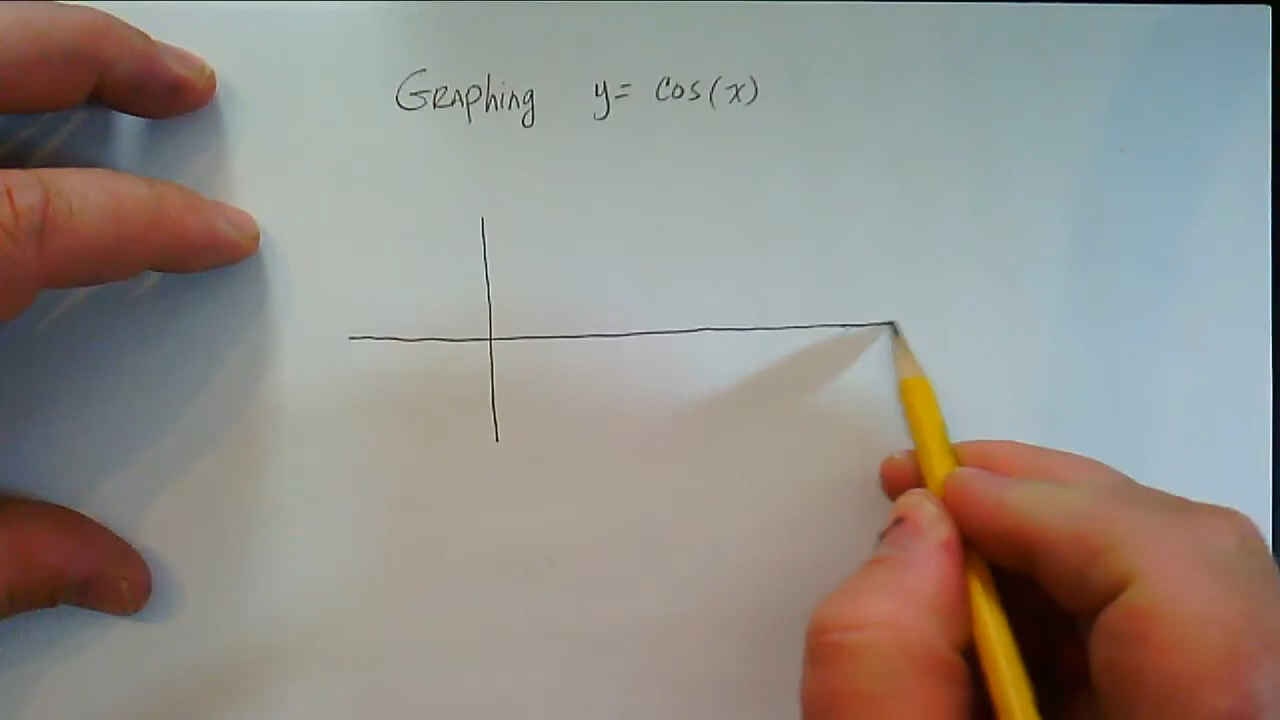 Graphing y = cos(x)